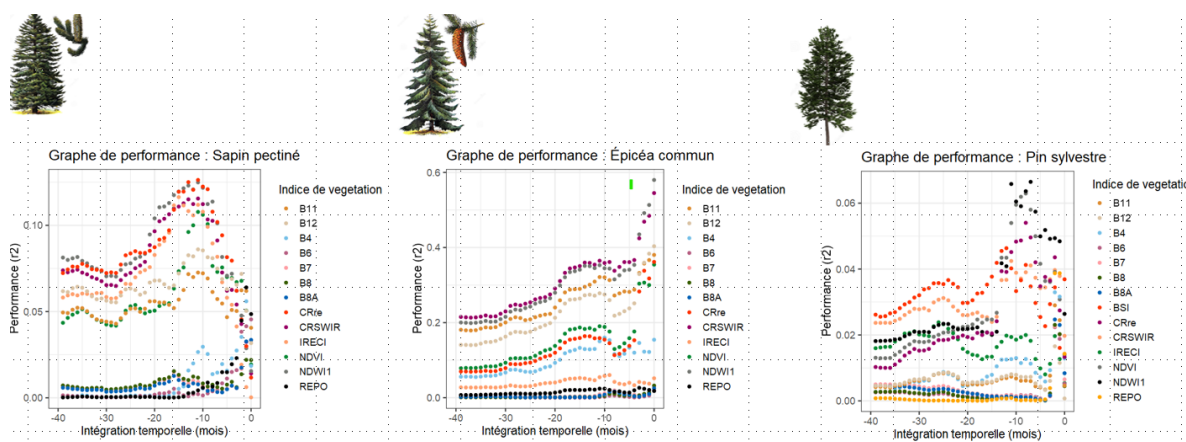 Graphe de performance : Sapin pectiné
Performance (r2)
0.10
0.05
0.00
-40
-30
-20
-10
0
Intégration temporelle (mois)
Indice de vegetation
B11
B12
B4
B6
B7
B8
B8A
CRre
CRSWIR
IRECI
NDVI
NDWI1
REPO
Graphe de performance : Épicéa commun
Performance (r2)
0.6
0.4
0.2
0.0
-40
-30
-20
-10
0
Intégration temporelle (mois)
Indice de vegetation
B11
B12
B4
B6
B7
B8
B8A
CRre
CRSWIR
IRECI
NDVI
NDWI1
REPO
Graphe de performance : Pin sylvestre
Performance (r2)
0.06
0.04
0.02
0.00
-40
-30
-20
-10
0
Intégration temporelle (mois)
Indice de vegetatio
B11
B12
B4
B6
B7
B8
B8A
BSI
CRre
CRSWIR
IRECI
NDVI
NDWI1
REPO